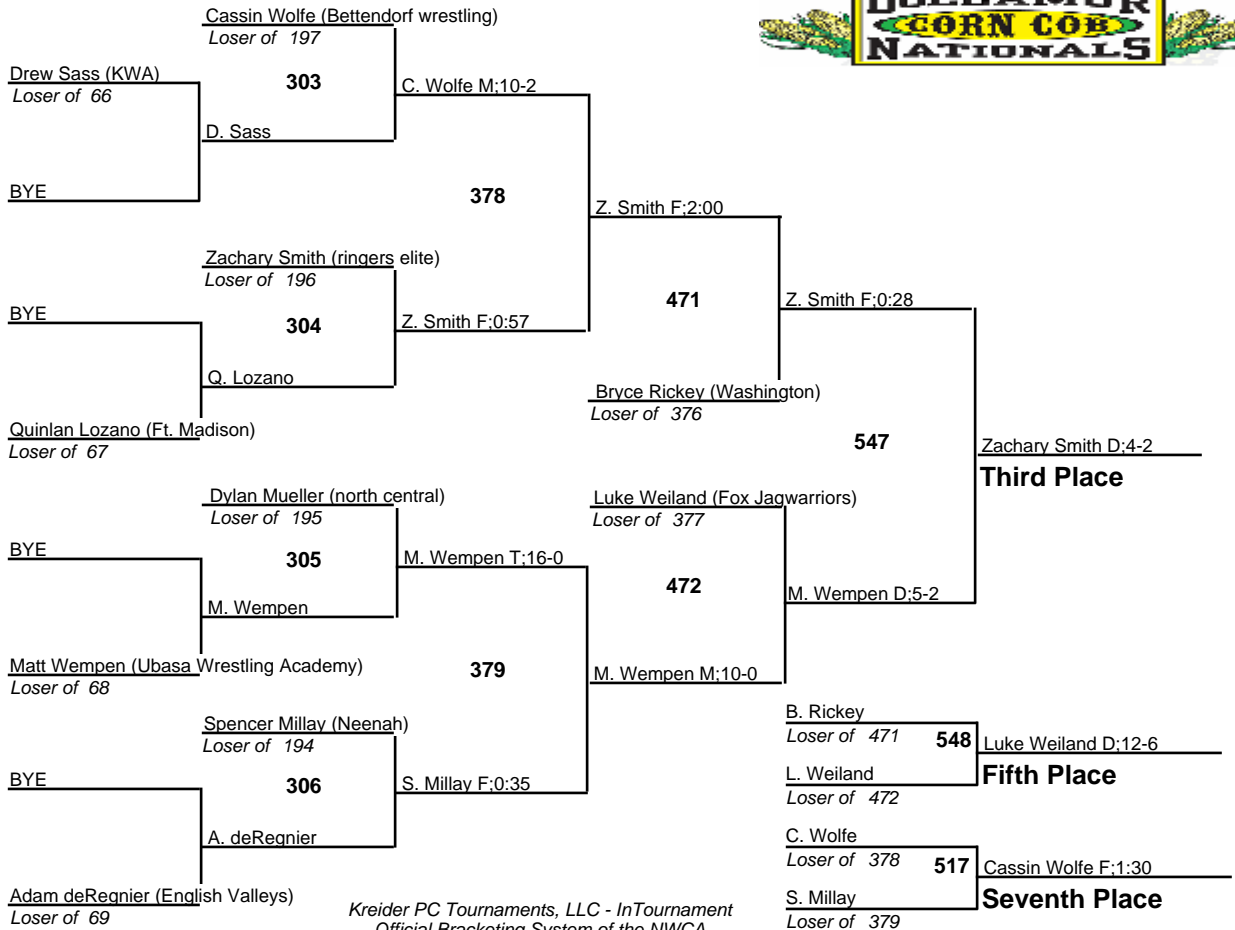 CORN COB
NATIONALS
Cassin Wolfe (Bettendorf wrestling)
Loser of 197
Drew Sass (KWA)
Loser of 66
303
C. Wolfe M;10-2
D. Sass
BYE
378
Z. Smith F;2:00
Zachary Smith (ringers elite)
Loser of 196
BYE
304
Z. Smith F;0:57
471
Z. Smith F;0:28
Q. Lozano
Bryce Rickey (Washington)
Loser of 376
Quinlan Lozano (Ft. Madison)
Loser of 67
547
Zachary Smith D;4-2
Third Place
Dylan Mueller (north central)
Loser of 195
Luke Weiland (Fox Jagwarriors)
Loser of 377
BYE
305
M. Wempen T;16-0
472
M. Wempen D;5-2
M. Wempen
Matt Wempen (Ubasa Wrestling Academy)
Loser of 68
379
M. Wempen M;10-0
Spencer Millay (Neenah)
Loser of 194
B. Rickey
Loser of 471
548
Luke Weiland D;12-6
Fifth Place
L. Weiland
Loser of 472
BYE
306
S. Millay F;0:35
A. deRegnier
C. Wolfe
Loser of 378
517
Cassin Wolfe F;1:30
Seventh Place
S. Millay
Loser of 379
Adam deRegnier (English Valleys)
Loser of 69
Kreider PC Tournaments, LLC - InTournament
Official Bracketing System of the NWCA